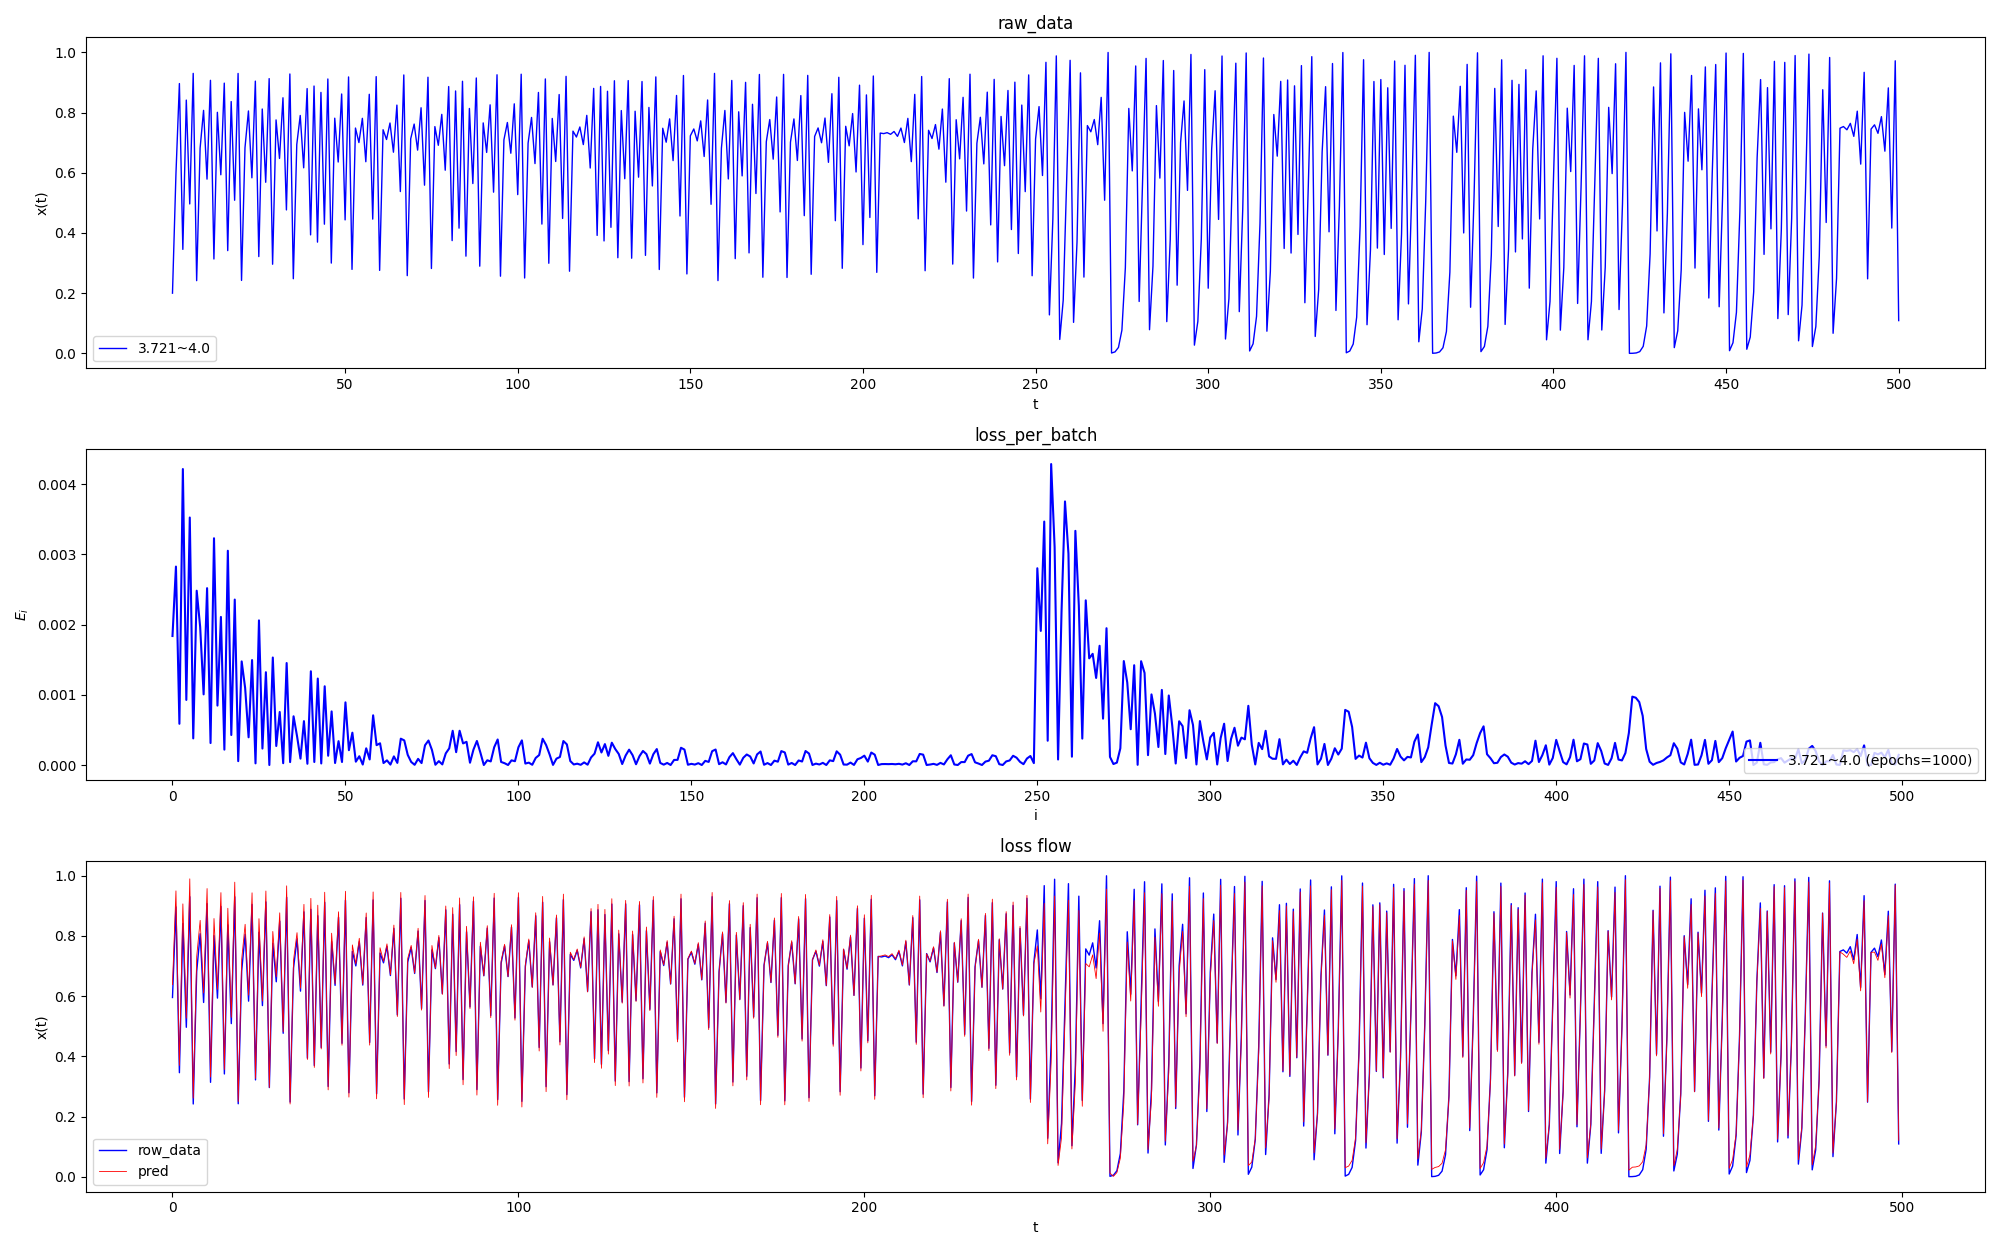 raw_data
x(t)
1.0
0.8
0.6
0.4
0.2
0.0
3.721~4.0
50 100 150 200 250 300 350 400 450 500
t
loss_per_batch
E_i
0.004
0.003
0.002
0.001
0.000
3.721~4.0 (epochs=1000)
0 50 100 150 200 250 300 350 400 450 500
i
loss flow
x(t)
1.0
0.8
0.6
0.4
0.2
0.0
row_data
pred
0 100 200 300 400 500
t